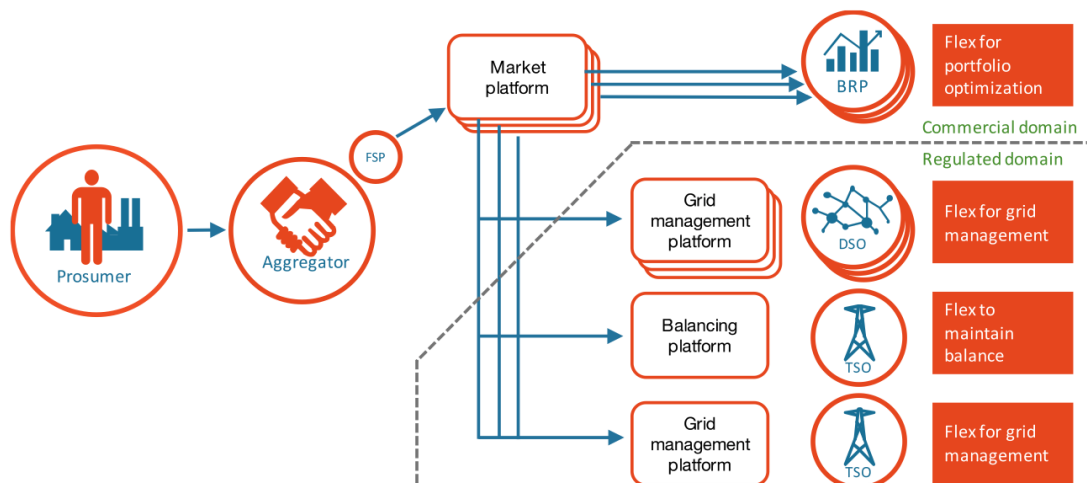 Market
platform
BRP
Flex for
portfolio
optimization
Commercial domain
Regulated domain
FSP
Prosumer
Aggregator
Grid
management
platform
DSO
Flex for grid
management
Balancing
platform
TSO
Flex to
maintain
balance
Grid
management
platform
TSO
Flex for grid
management